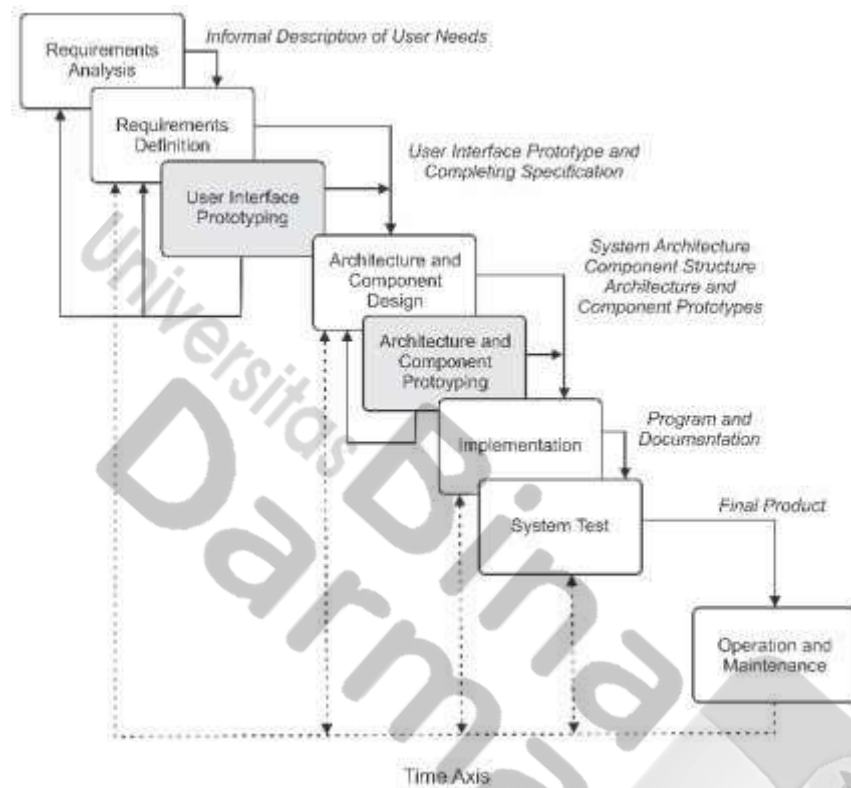 Requirements
Analysis
Informal Description of User Needs
Requirements
Definition
User Interface Prototype and
Completing Specification
User Interface
Prototyping
System Architecture
Component Structure
Architecture and
Component Prototypes
Architecture and
Component
Design
Architecture and
Component
Protoyping
Program and
Documentation
Implementation
Final Product
System Test
Operation and
Maintenance
Time Axis
Universitas
Bina
Darma